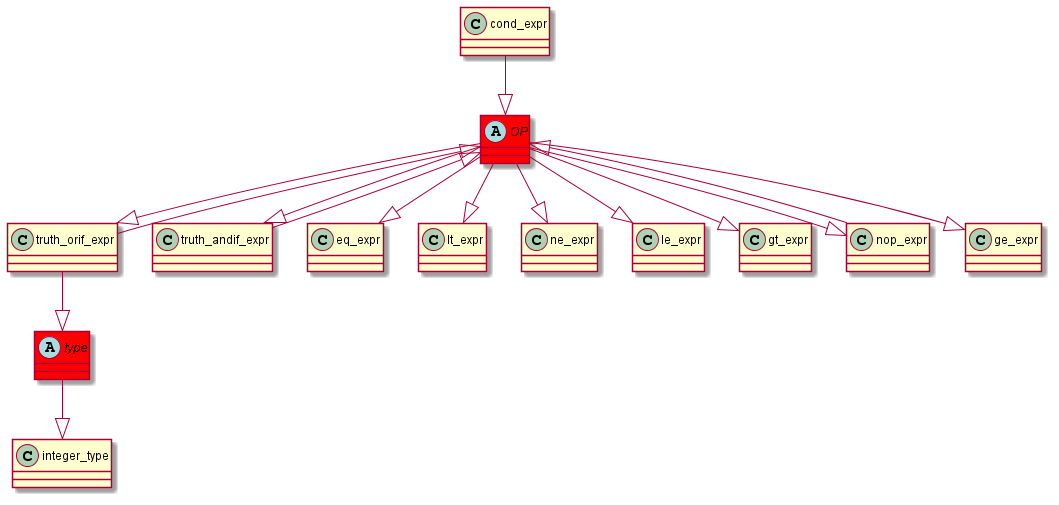 C cond_expr
A OP
C truth_orif_expr
C truth_andif_expr
C eq_expr
C lt_expr
C ne_expr
C le_expr
C gt_expr
C nop_expr
C ge_expr
A type
C integer_type